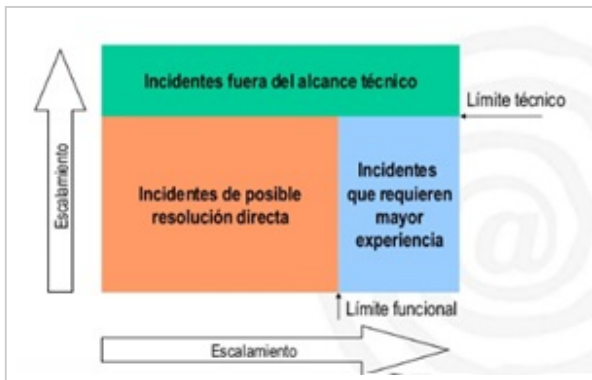 Incidentes fuera del alcance técnico
Límite técnico
Escalamiento
Incidentes de posible
resolución directa
Incidentes
que requieren
mayor
experiencia
Límite funcional
Escalamiento